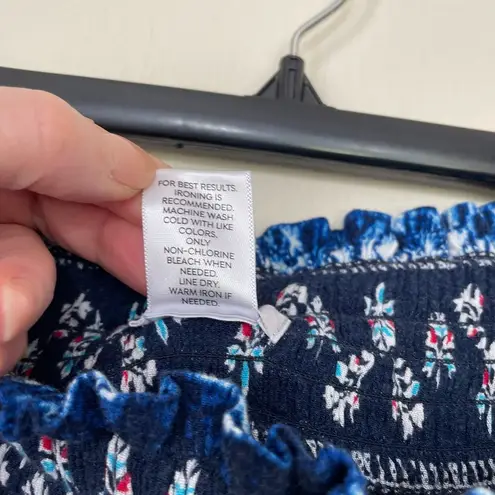 FOR BEST RESULTS.
IRONING IS
RECOMMENDED.
MACHINE WASH
COLD WITH LIKE
COLORS.
ONLY
NON-CHLORINE
BLEACH WHEN
NEEDED.
LINE DRY.
WARM IRON IF
NEEDED.